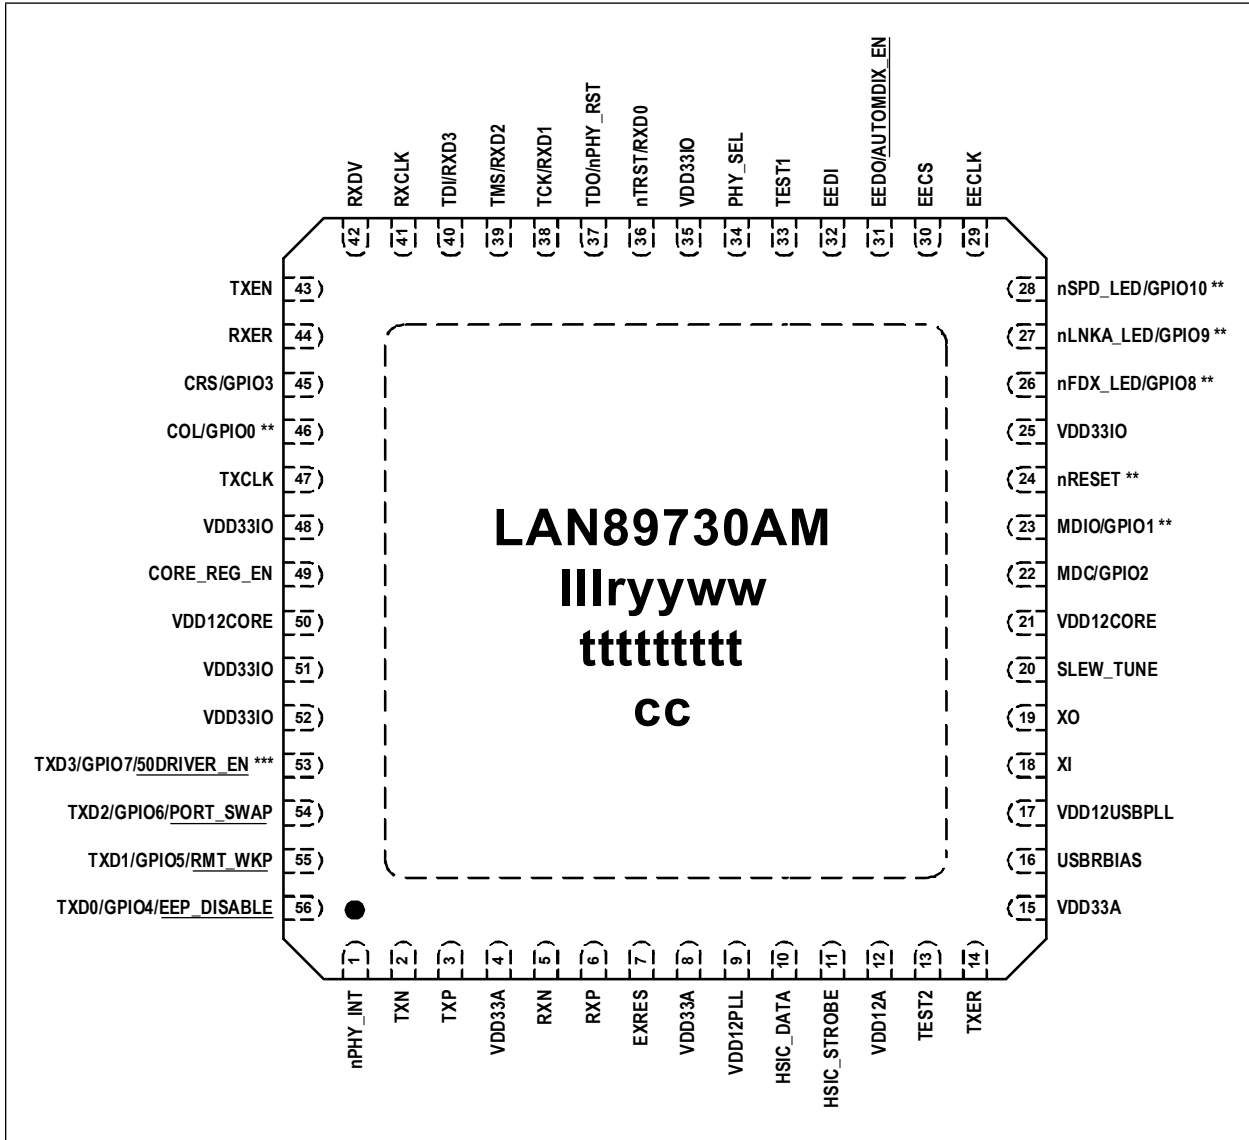 RXDV
RXCLK
TDI/RXD3
TMS/RXD2
TCK/RXD1
TDO/nPHY_RST
nTRST/RXD0
VDD33IO
PHY_SEL
TEST1
EEDI
EEDO/AUTOMDIX_EN
EECS
EECLK
42
41
40
39
38
37
36
35
34
33
32
31
30
29
TXEN 43
RXER 44
CRS/GPIO3 45
COL/GPIO0 ** 46
TXCLK 47
VDD33IO 48
CORE_REG_EN 49
VDD12CORE 50
VDD33IO 51
VDD33IO 52
TXD3/GPIO7/50DRIVER_EN *** 53
TXD2/GPIO6/PORT_SWAP 54
TXD1/GPIO5/RMT_WKP 55
TXD0/GPIO4/EEP_DISABLE 56
LAN89730AM
lllryyww
ttttttttt
cc
28 nSPD_LED/GPIO10 **
27 nLNKA_LED/GPIO9 **
26 nFDX_LED/GPIO8 **
25 VDD33IO
24 nRESET **
23 MDIO/GPIO1 **
22 MDC/GPIO2
21 VDD12CORE
20 SLEW_TUNE
19 XO
18 XI
17 VDD12USBPLL
16 USBRBIAS
15 VDD33A
1
2
3
4
5
6
7
8
9
10
11
12
13
14
nPHY_INT
TXN
TXP
VDD33A
RXN
RXP
EXRES
VDD33A
VDD12PLL
HSIC_DATA
HSIC_STROBE
VDD12A
TEST2
TXER